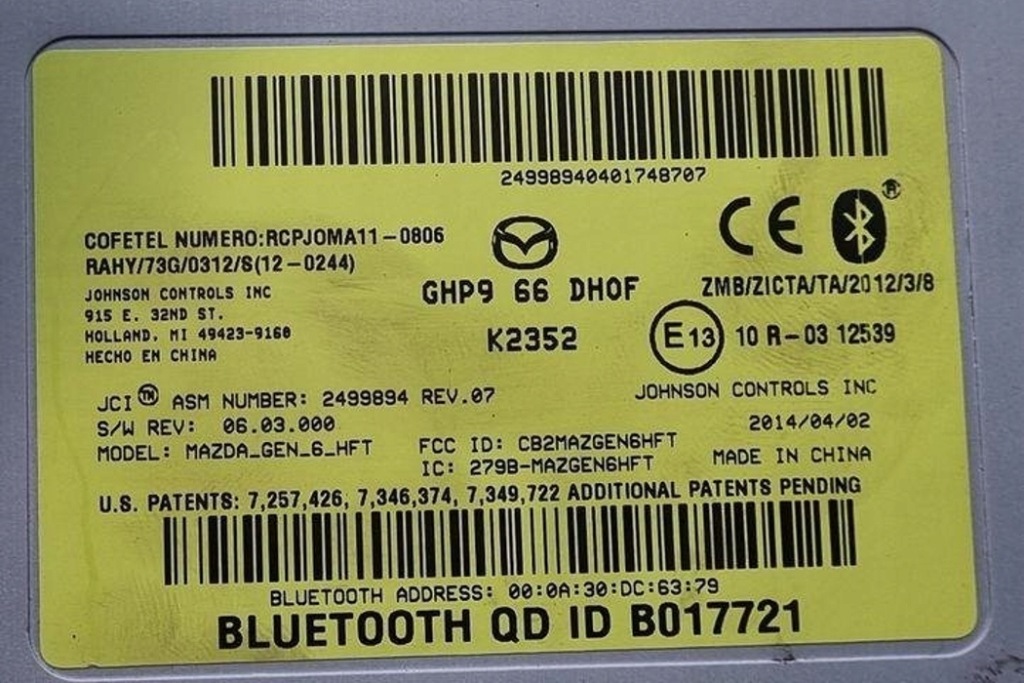 24998940401748707
COFETEL NUMERO:RCPJOMA11-0806
RAHY/73G/0312/S(12-0244)
JOHNSON CONTROLS INC
915 E. 32ND ST.
HOLLAND, MI 49423-9160
HECHO EN CHINA
GHP9 66 DH0F
K2352
CE
ZMB/ZICTA/TA/2012/3/8
E13 10 R-03 12539
JCI™ ASM NUMBER: 2499894 REV.07
S/W REV: 06.03.000
MODEL: MAZDA_GEN_6_HFT
FCC ID: CB2MAZGEN6HFT
IC: 279B-MAZGEN6HFT
JOHNSON CONTROLS INC
2014/04/02
MADE IN CHINA
U.S. PATENTS: 7,257,426, 7,346,374, 7,349,722 ADDITIONAL PATENTS PENDING
BLUETOOTH ADDRESS: 00:0A:30:DC:63:79
BLUETOOTH QD ID B017721